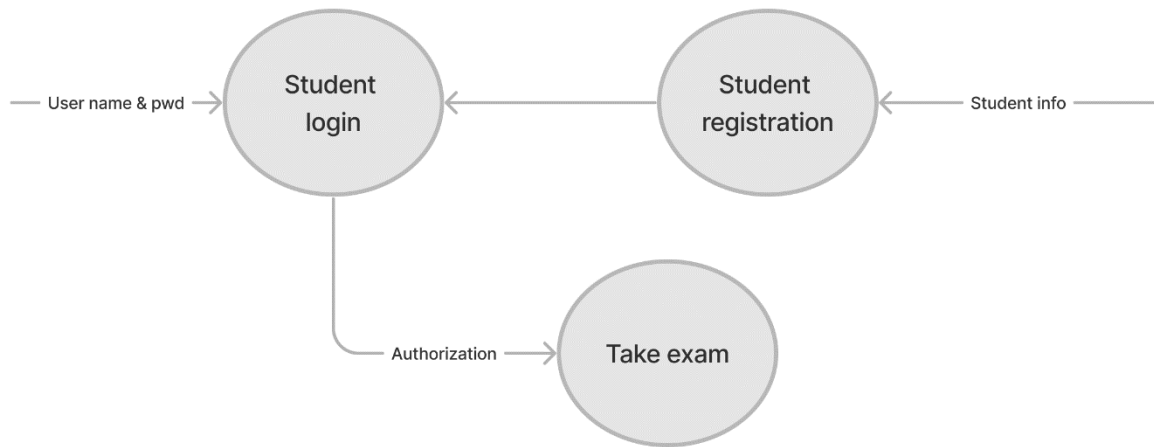 User name & pwd
Student
login
Student
registration
Student info
Authorization
Take exam